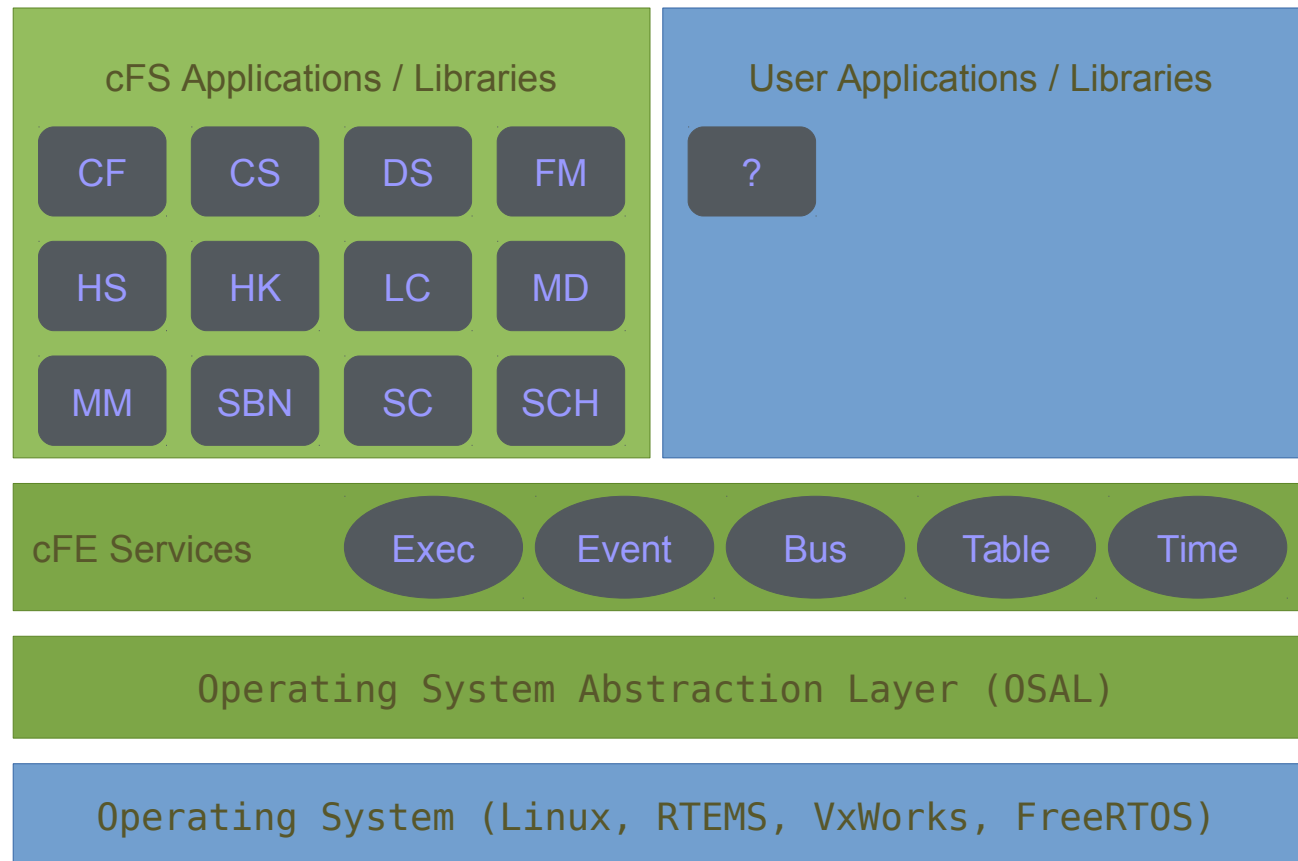 cFS Applications / Libraries
CF CS DS FM
HS HK LC MD
MM SBN SC SCH
User Applications / Libraries
?
cFE Services Exec Event Bus Table Time
Operating System Abstraction Layer (OSAL)
Operating System (Linux, RTEMS, VxWorks, FreeRTOS)